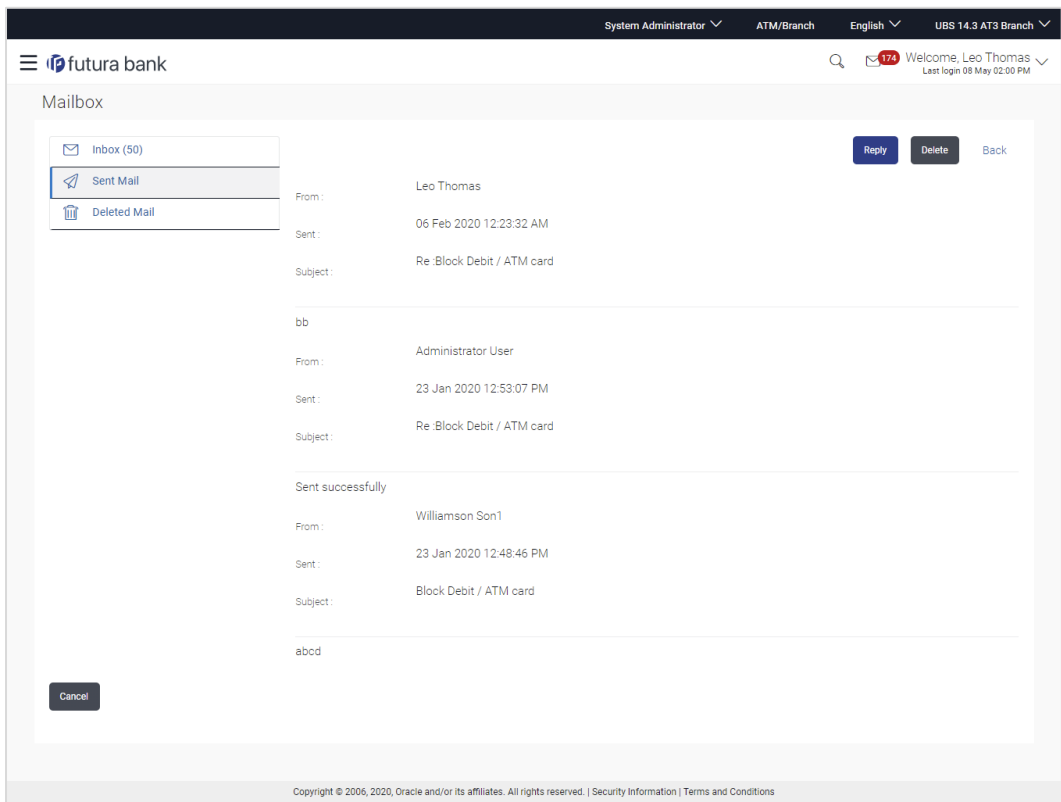 System Administrator ATM/Branch English UBS 14.3 AT3 Branch
futura bank 174 Welcome, Leo Thomas
Last login 08 May 02:00 PM
Mailbox
Inbox (50)
Sent Mail
Deleted Mail
Reply Delete Back
From : Leo Thomas
Sent : 06 Feb 2020 12:23:32 AM
Subject : Re :Block Debit / ATM card
bb
From : Administrator User
Sent : 23 Jan 2020 12:53:07 PM
Subject : Re :Block Debit / ATM card
Sent successfully
From : Williamson Son1
Sent : 23 Jan 2020 12:48:46 PM
Subject : Block Debit / ATM card
abcd
Cancel
Copyright © 2006, 2020, Oracle and/or its affiliates. All rights reserved. | Security Information | Terms and Conditions